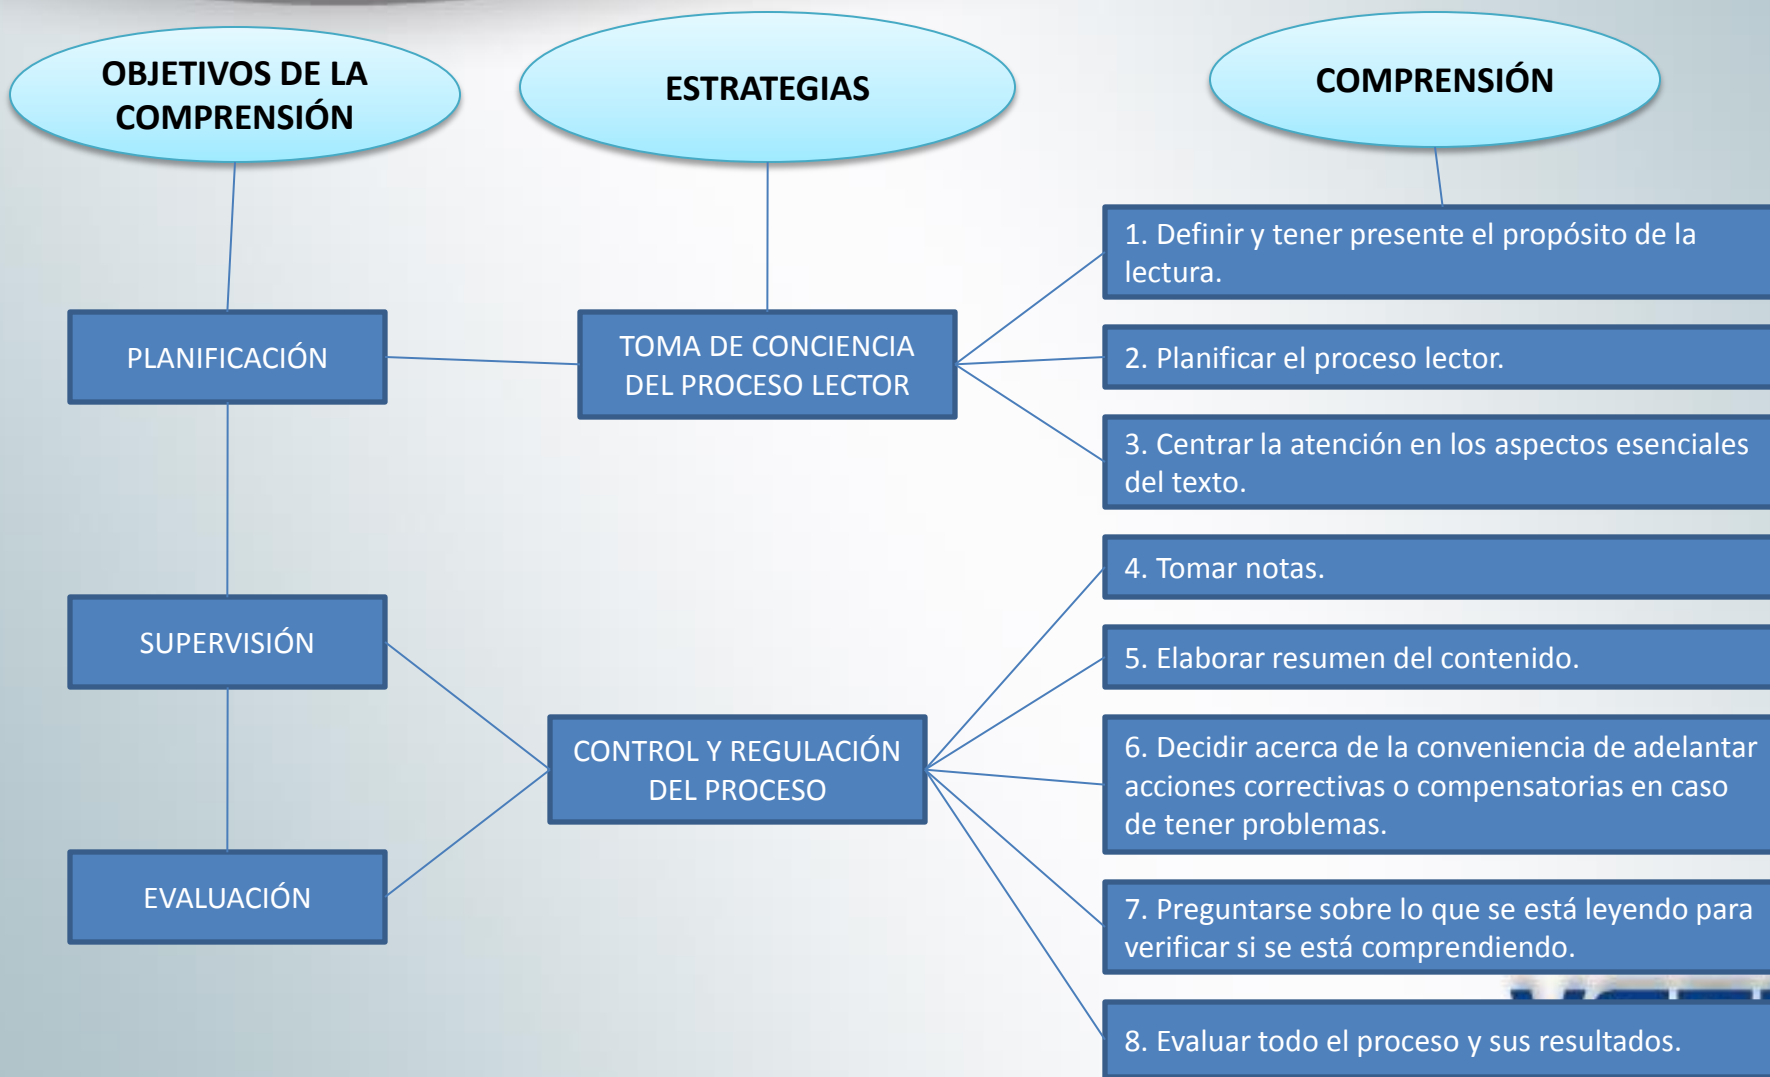 OBJETIVOS DE LA
COMPRENSIÓN
ESTRATEGIAS
COMPRENSIÓN
PLANIFICACIÓN
SUPERVISIÓN
EVALUACIÓN
TOMA DE CONCIENCIA
DEL PROCESO LECTOR
CONTROL Y REGULACIÓN
DEL PROCESO
1. Definir y tener presente el propósito de la
lectura.
2. Planificar el proceso lector.
3. Centrar la atención en los aspectos esenciales
del texto.
4. Tomar notas.
5. Elaborar resumen del contenido.
6. Decidir acerca de la conveniencia de adelantar
acciones correctivas o compensatorias en caso
de tener problemas.
7. Preguntarse sobre lo que se está leyendo para
verificar si se está comprendiendo.
8. Evaluar todo el proceso y sus resultados.